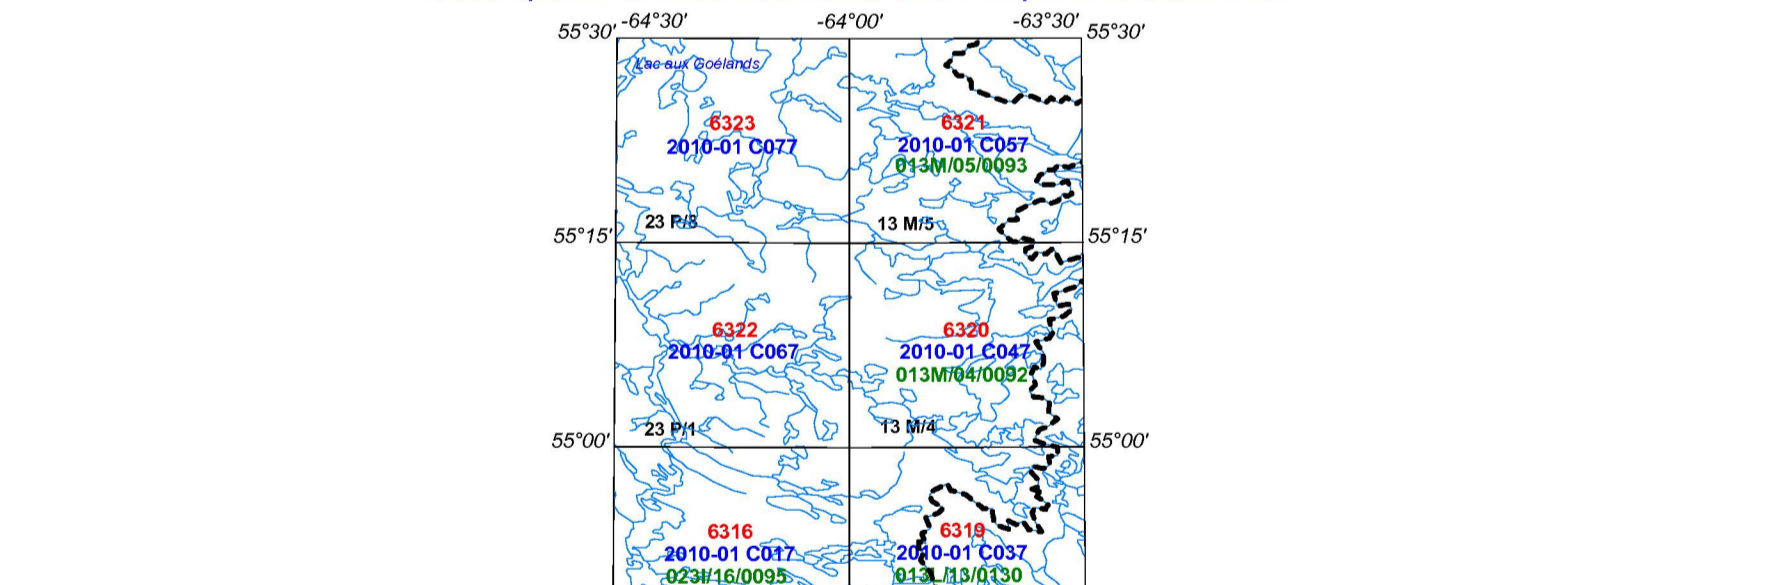 -64°30' -64°00' -63°30'
55°30' 55°30'
Lac aux Goélands
6323 6321
2010-01 C077 2010-01 C057
013M/05/0093
23 P/8 13 M/5
55°15' 55°15'
6322 6320
2010-01 C067 2010-01 C047
013M/04/0092
23 P/1 13 M/4
55°00' 55°00'
6316 6319
2010-01 C017 2010-01 C037
023I/16/0095 013L/13/0130